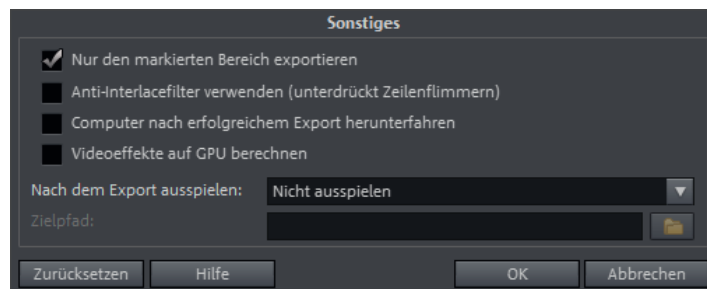 Sonstiges
Nur den markierten Bereich exportieren
Anti-Interlacefilter verwenden (unterdrückt Zeilenflimmern)
Computer nach erfolgreichem Export herunterfahren
Videoeffekte auf GPU berechnen
Nach dem Export ausspielen: Nicht ausspielen
Zielpfad:
Zurücksetzen Hilfe OK Abbrechen